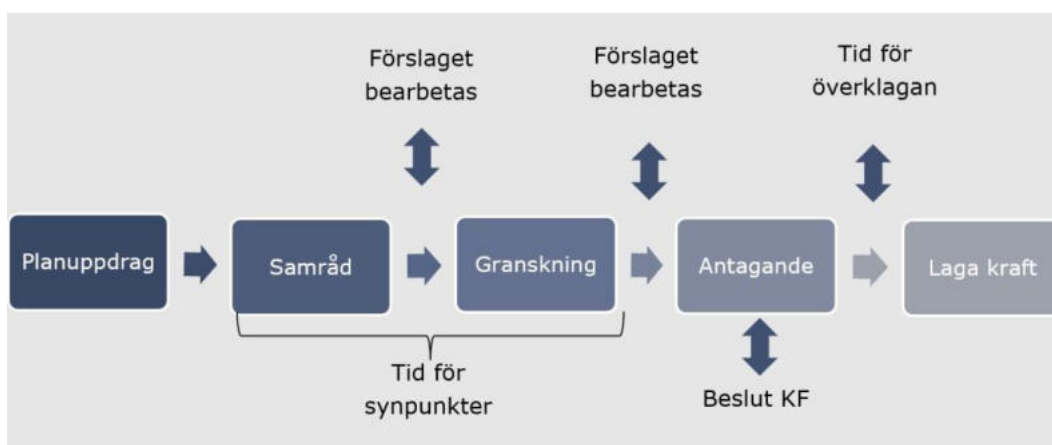 Förslaget
bearbetas
Förslaget
bearbetas
Tid för
överklagan
Planuppdrag
Samråd
Granskning
Antagande
Laga kraft
Tid för
synpunkter
Beslut KF